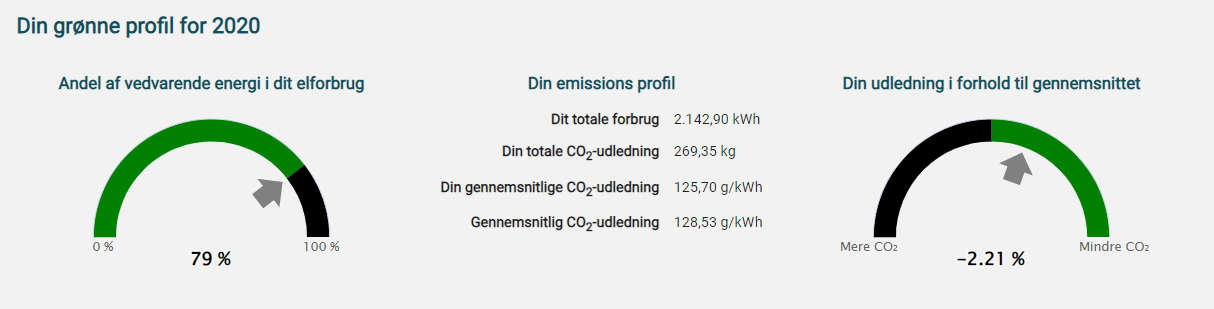 Din grønne profil for 2020
Andel af vedvarende energi i dit elforbrug
0 %
100 %
79 %
Din emissions profil
Dit totale forbrug 2.142,90 kWh
Din totale CO₂-udledning 269,35 kg
Din gennemsnitlige CO₂-udledning 125,70 g/kWh
Gennemsnitlig CO₂-udledning 128,53 g/kWh
Din udledning i forhold til gennemsnittet
Mere CO₂
Mindre CO₂
−2.21 %